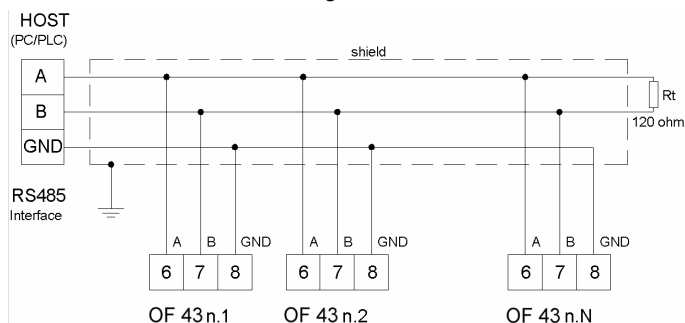 HOST
(PC/PLC)
shield
A
B
GND
Rt
120 ohm
RS485
Interface
A B GND
6 7 8
OF 43 n.1
A B GND
6 7 8
OF 43 n.2
A B GND
6 7 8
OF 43 n.N